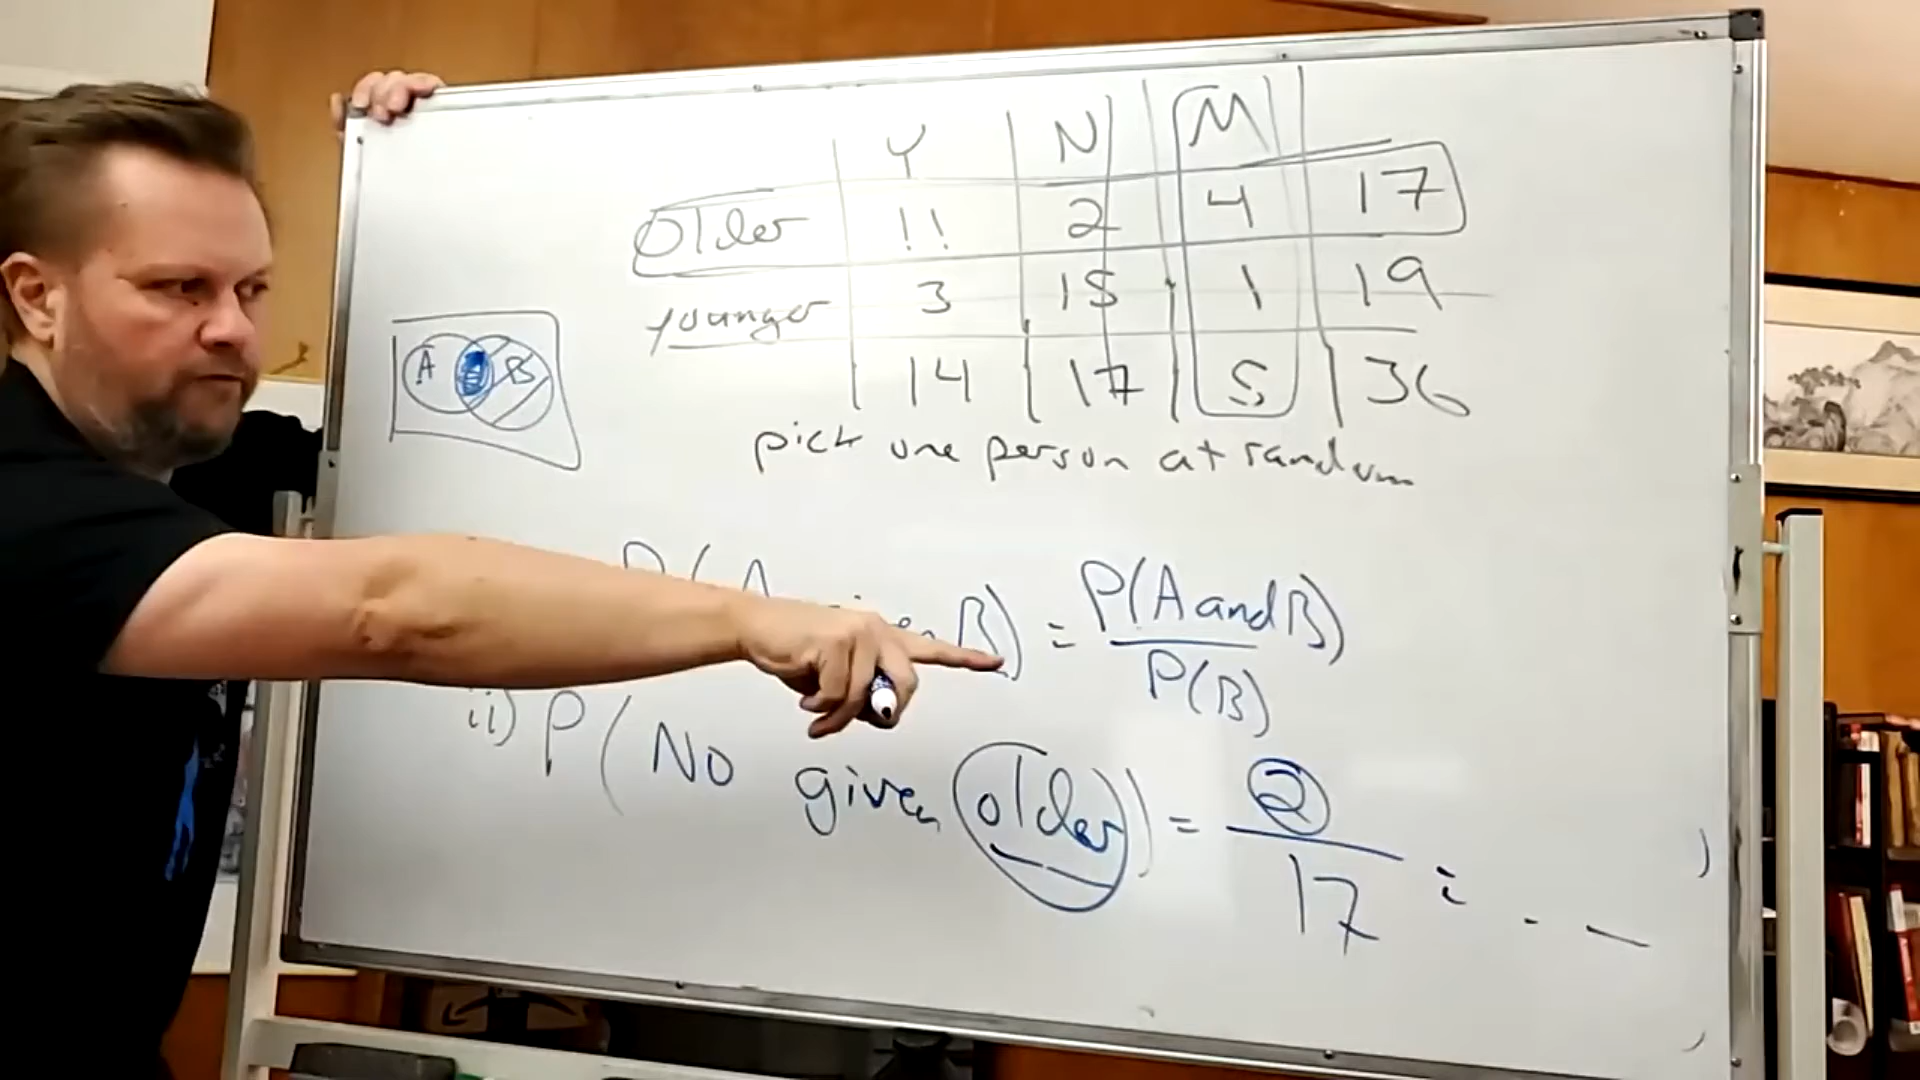 Y N M
older 11 2 4 17
younger 3 15 1 19
14 17 5 36
A B
pick one person at random
P(A B) = P(A and B)
P(B)
ii) P(No given older) = 2
17 = . . —